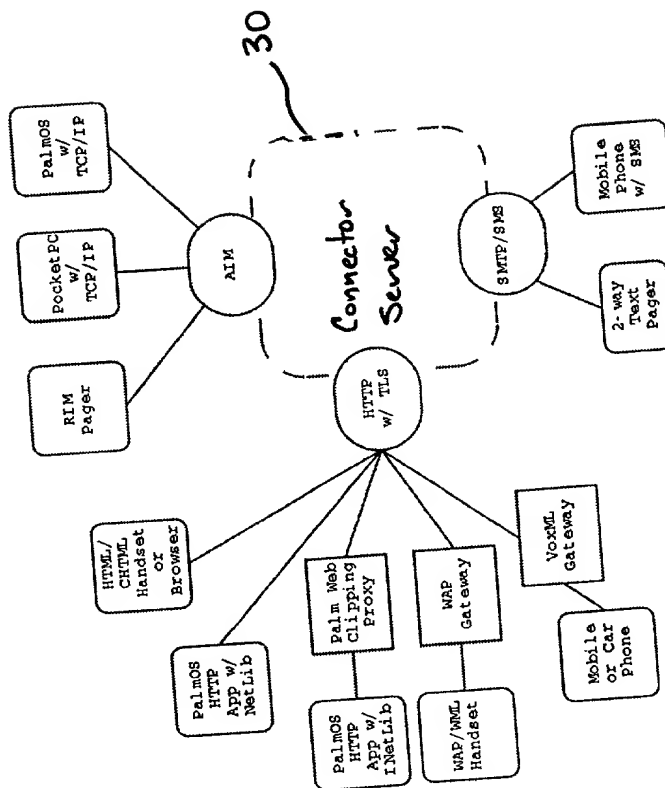 30
PalmOS
w/
TCP/IP
PocketPC
w/
TCP/IP
RIM
Pager
AIM
Connector
Server
HTTP
w/ TLS
SMTP/SMS
Mobile
Phone
w/ SMS
2-way
Text
Pager
HTML/
CHTML
Handset
or
Browser
PalmOS
HTTP
App w/
NetLib
Palm Web
Clipping
Proxy
PalmOS
HTTP
App w/
INetLib
WAP
Gateway
WAP/WML
Handset
VoxML
Gateway
Mobile
or Car
Phone